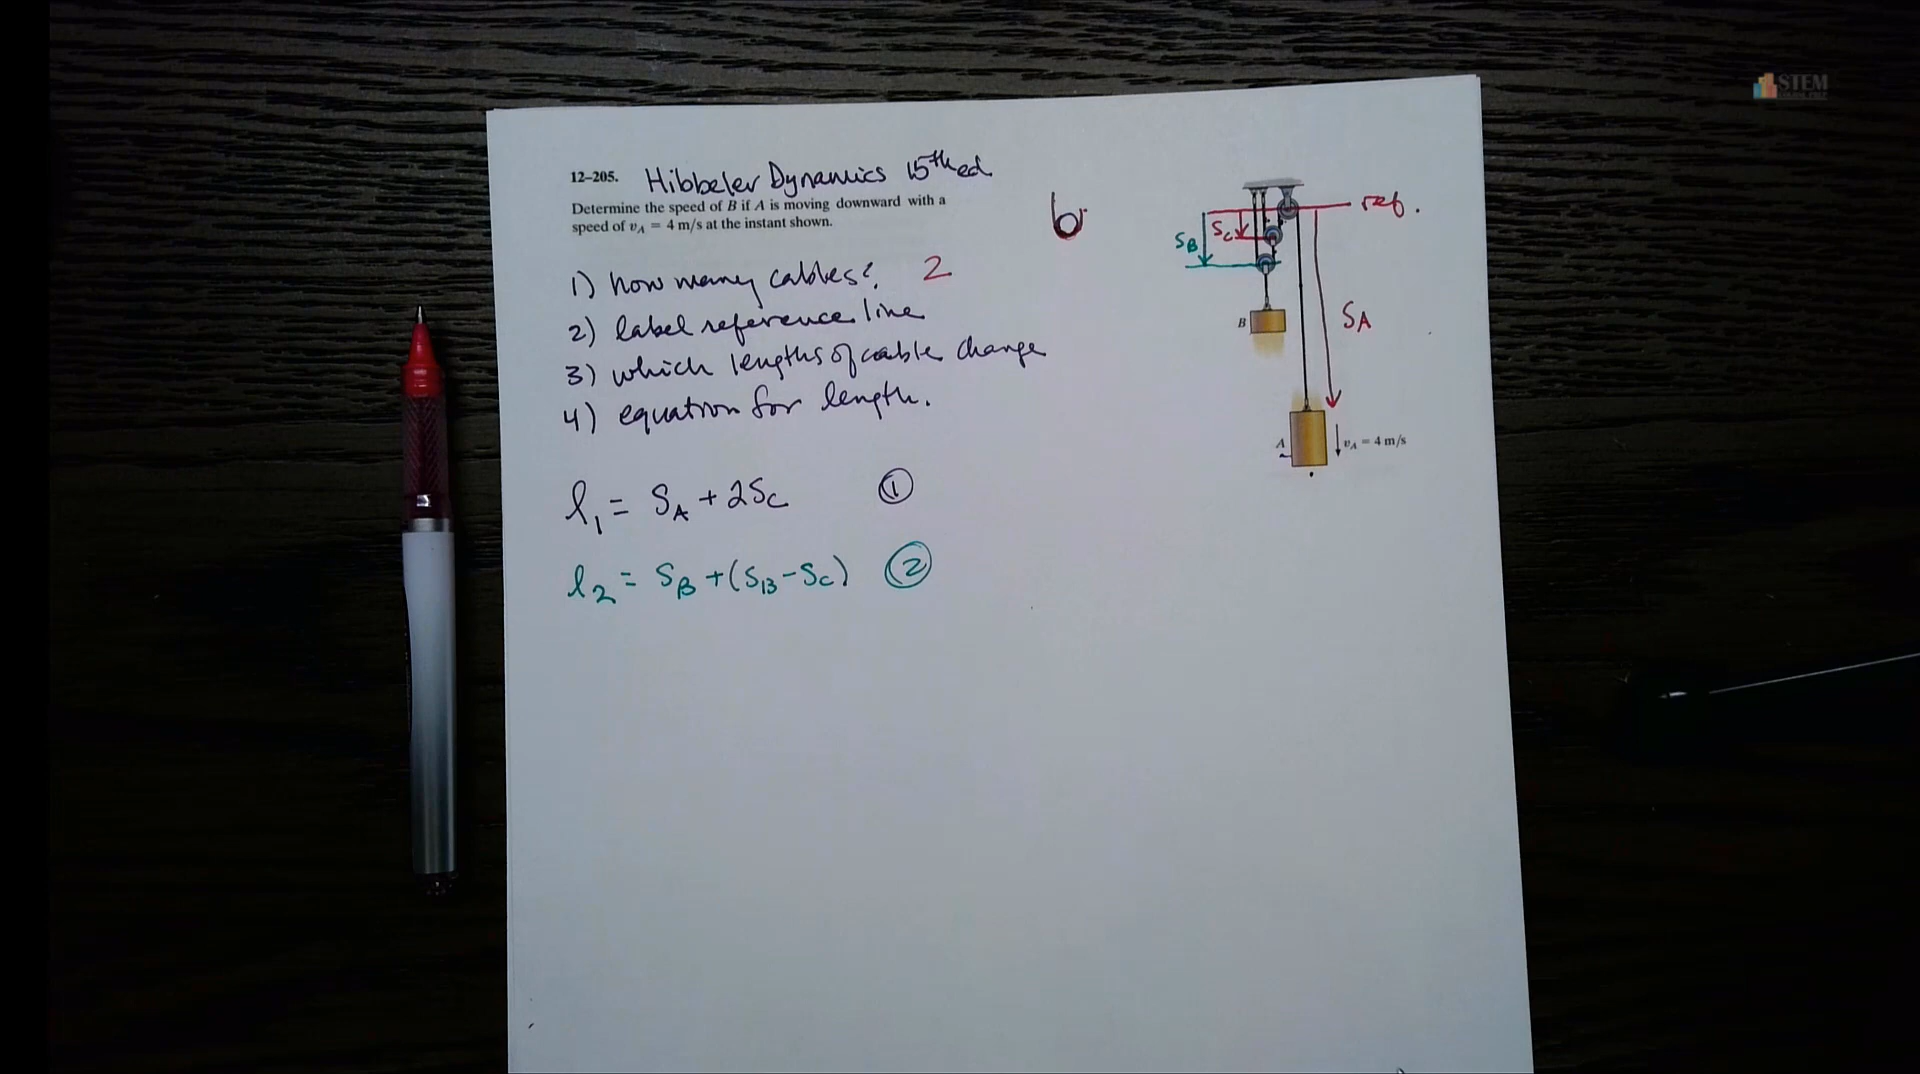 STEM
12–205. Hibbeler Dynamics 15th ed
Determine the speed of B if A is moving downward with a
speed of vA = 4 m/s at the instant shown.
6
1) how many cables? 2
2) label reference line
3) which lengths of cable change
4) equation for length.
l1 = SA + 2SC ①
l2 = SB + (SB - SC) ②
ref.
SC
SB
SA
B
A
vA = 4 m/s